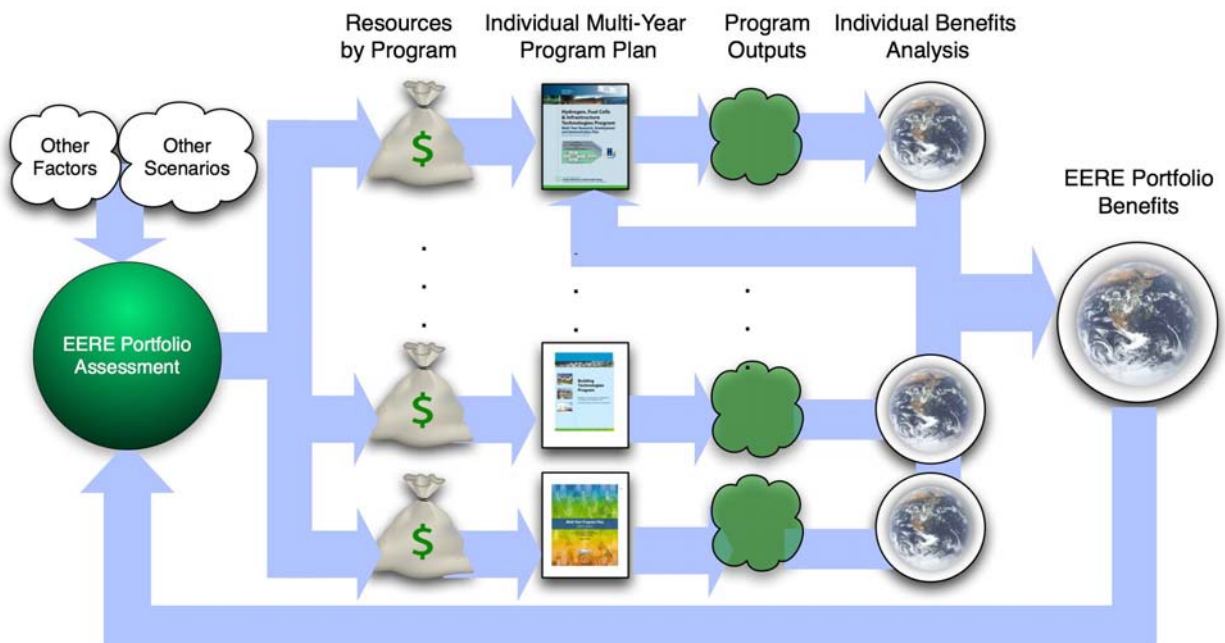 Resources
by Program
Individual Multi-Year
Program Plan
Program
Outputs
Individual Benefits
Analysis
Other
Factors
Other
Scenarios
$
Hydrogen, Fuel Cells
& Infrastructure
Technologies Program
EERE Portfolio
Benefits
EERE Portfolio
Assessment
$
Building
Technologies
Program
$